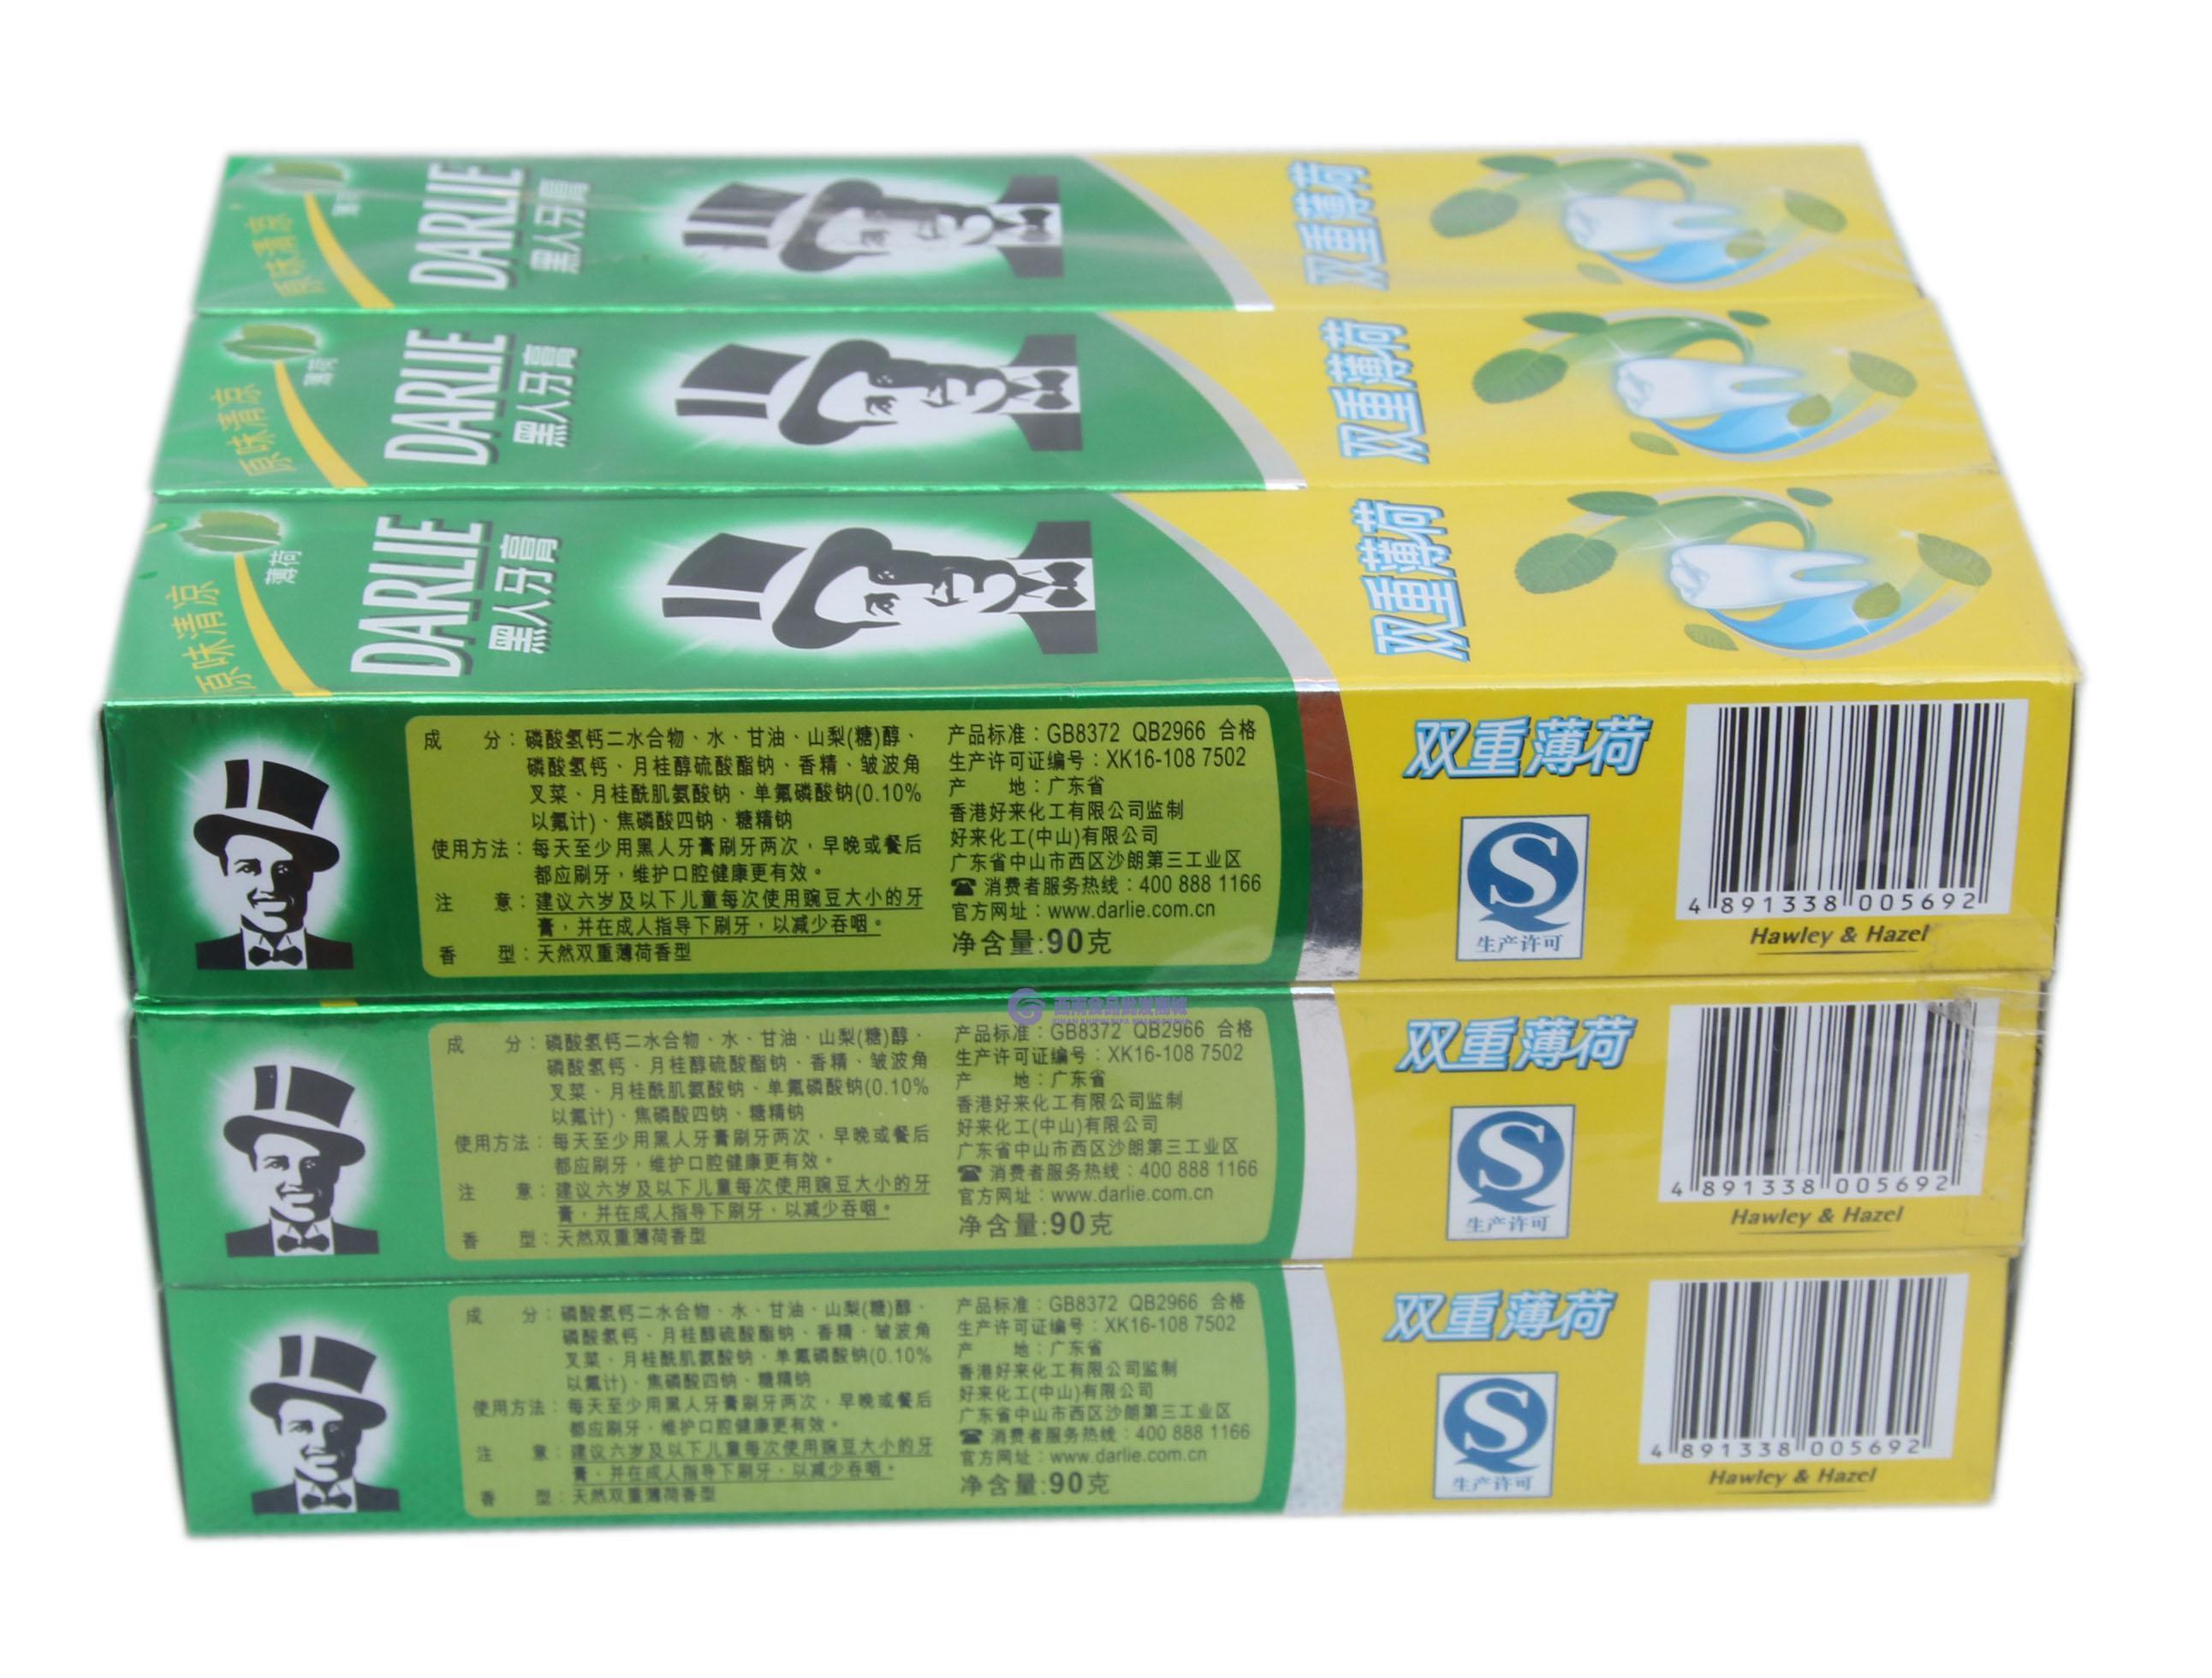 原味清凉
薄荷
DARLIE
黑人牙膏
双重薄荷
原味清凉
薄荷
DARLIE
黑人牙膏
双重薄荷
原味清凉
薄荷
DARLIE
黑人牙膏
双重薄荷
成 分：磷酸氢钙二水合物、水、甘油、山梨(糖)醇、
磷酸氢钙、月桂醇硫酸酯钠、香精、皱波角
叉菜、月桂酰肌氨酸钠、单氟磷酸钠(0.10%
以氟计)、焦磷酸四钠、糖精钠
使用方法：每天至少用黑人牙膏刷牙两次，早晚或餐后
都应刷牙，维护口腔健康更有效。
注 意：建议六岁及以下儿童每次使用豌豆大小的牙
膏，并在成人指导下刷牙，以减少吞咽。
香 型：天然双重薄荷香型
产品标准：GB8372 QB2966 合格
生产许可证编号：XK16-108 7502
产 地：广东省
香港好来化工有限公司监制
好来化工(中山)有限公司
广东省中山市西区沙朗第三工业区
☎ 消费者服务热线：400 888 1166
官方网址：www.darlie.com.cn
净含量:90克
双重薄荷
S
生产许可
4 891338 005692
Hawley & Hazel
西南食品批发商城
成 分：磷酸氢钙二水合物、水、甘油、山梨(糖)醇、
磷酸氢钙、月桂醇硫酸酯钠、香精、皱波角
叉菜、月桂酰肌氨酸钠、单氟磷酸钠(0.10%
以氟计)、焦磷酸四钠、糖精钠
使用方法：每天至少用黑人牙膏刷牙两次，早晚或餐后
都应刷牙，维护口腔健康更有效。
注 意：建议六岁及以下儿童每次使用豌豆大小的牙
膏，并在成人指导下刷牙，以减少吞咽。
香 型：天然双重薄荷香型
产品标准：GB8372 QB2966 合格
生产许可证编号：XK16-108 7502
产 地：广东省
香港好来化工有限公司监制
好来化工(中山)有限公司
广东省中山市西区沙朗第三工业区
☎ 消费者服务热线：400 888 1166
官方网址：www.darlie.com.cn
净含量:90克
双重薄荷
S
生产许可
4 891338 005692
Hawley & Hazel
成 分：磷酸氢钙二水合物、水、甘油、山梨(糖)醇、
磷酸氢钙、月桂醇硫酸酯钠、香精、皱波角
叉菜、月桂酰肌氨酸钠、单氟磷酸钠(0.10%
以氟计)、焦磷酸四钠、糖精钠
使用方法：每天至少用黑人牙膏刷牙两次，早晚或餐后
都应刷牙，维护口腔健康更有效。
注 意：建议六岁及以下儿童每次使用豌豆大小的牙
膏，并在成人指导下刷牙，以减少吞咽。
香 型：天然双重薄荷香型
产品标准：GB8372 QB2966 合格
生产许可证编号：XK16-108 7502
产 地：广东省
香港好来化工有限公司监制
好来化工(中山)有限公司
广东省中山市西区沙朗第三工业区
☎ 消费者服务热线：400 888 1166
官方网址：www.darlie.com.cn
净含量:90克
双重薄荷
S
生产许可
4 891338 005692
Hawley & Hazel